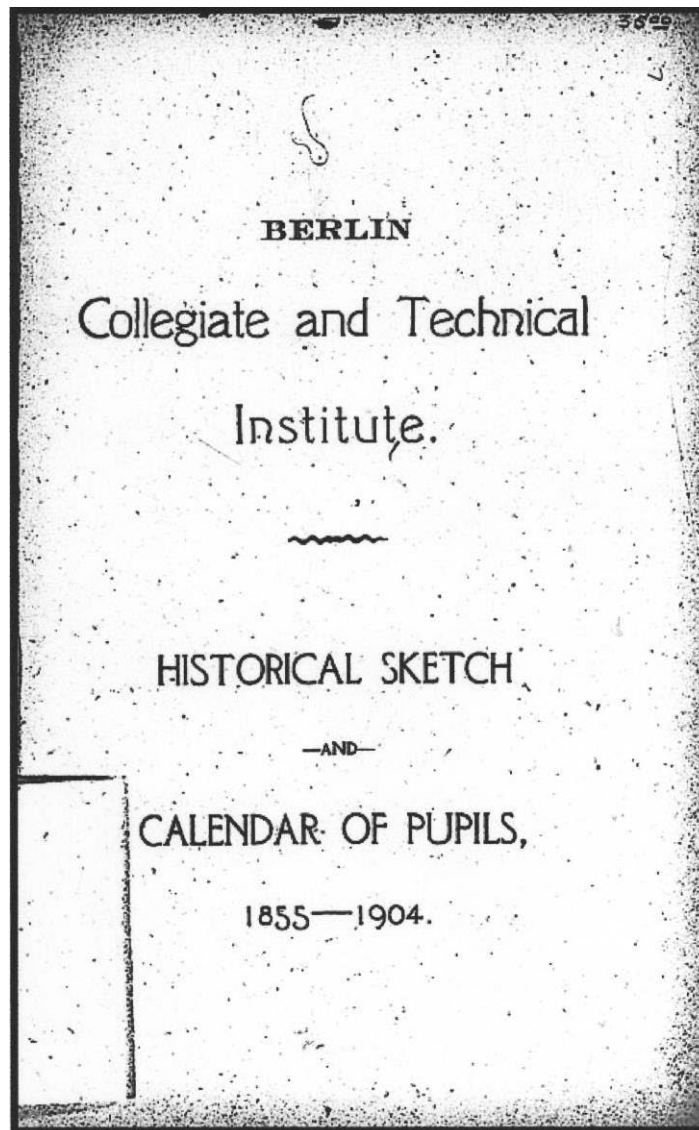 BERLIN
Collegiate and Technical
Institute.
HISTORICAL SKETCH
—AND—
CALENDAR OF PUPILS,
1855—1904.